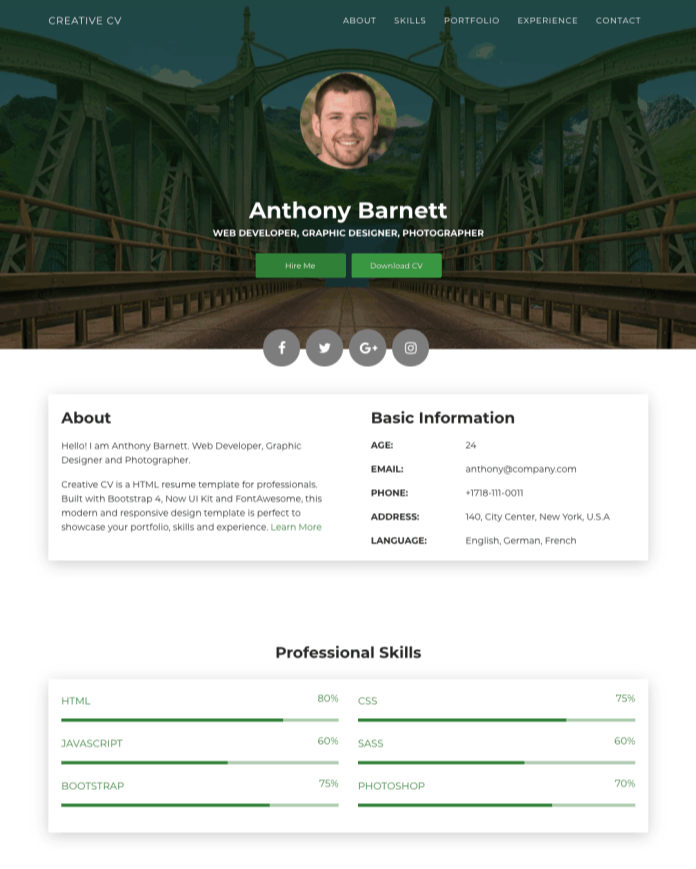 CREATIVE CV
ABOUT SKILLS PORTFOLIO EXPERIENCE CONTACT
Anthony Barnett
WEB DEVELOPER, GRAPHIC DESIGNER, PHOTOGRAPHER
Hire Me Download CV
About
Hello! I am Anthony Barnett. Web Developer, Graphic
Designer and Photographer.
Creative CV is a HTML resume template for professionals.
Built with Bootstrap 4, Now UI Kit and FontAwesome, this
modern and responsive design template is perfect to
showcase your portfolio, skills and experience. Learn More
Basic Information
AGE: 24
EMAIL: anthony@company.com
PHONE: +1718-111-0011
ADDRESS: 140, City Center, New York, U.S.A
LANGUAGE: English, German, French
Professional Skills
HTML 80%
CSS 75%
JAVASCRIPT 60%
SASS 60%
BOOTSTRAP 75%
PHOTOSHOP 70%